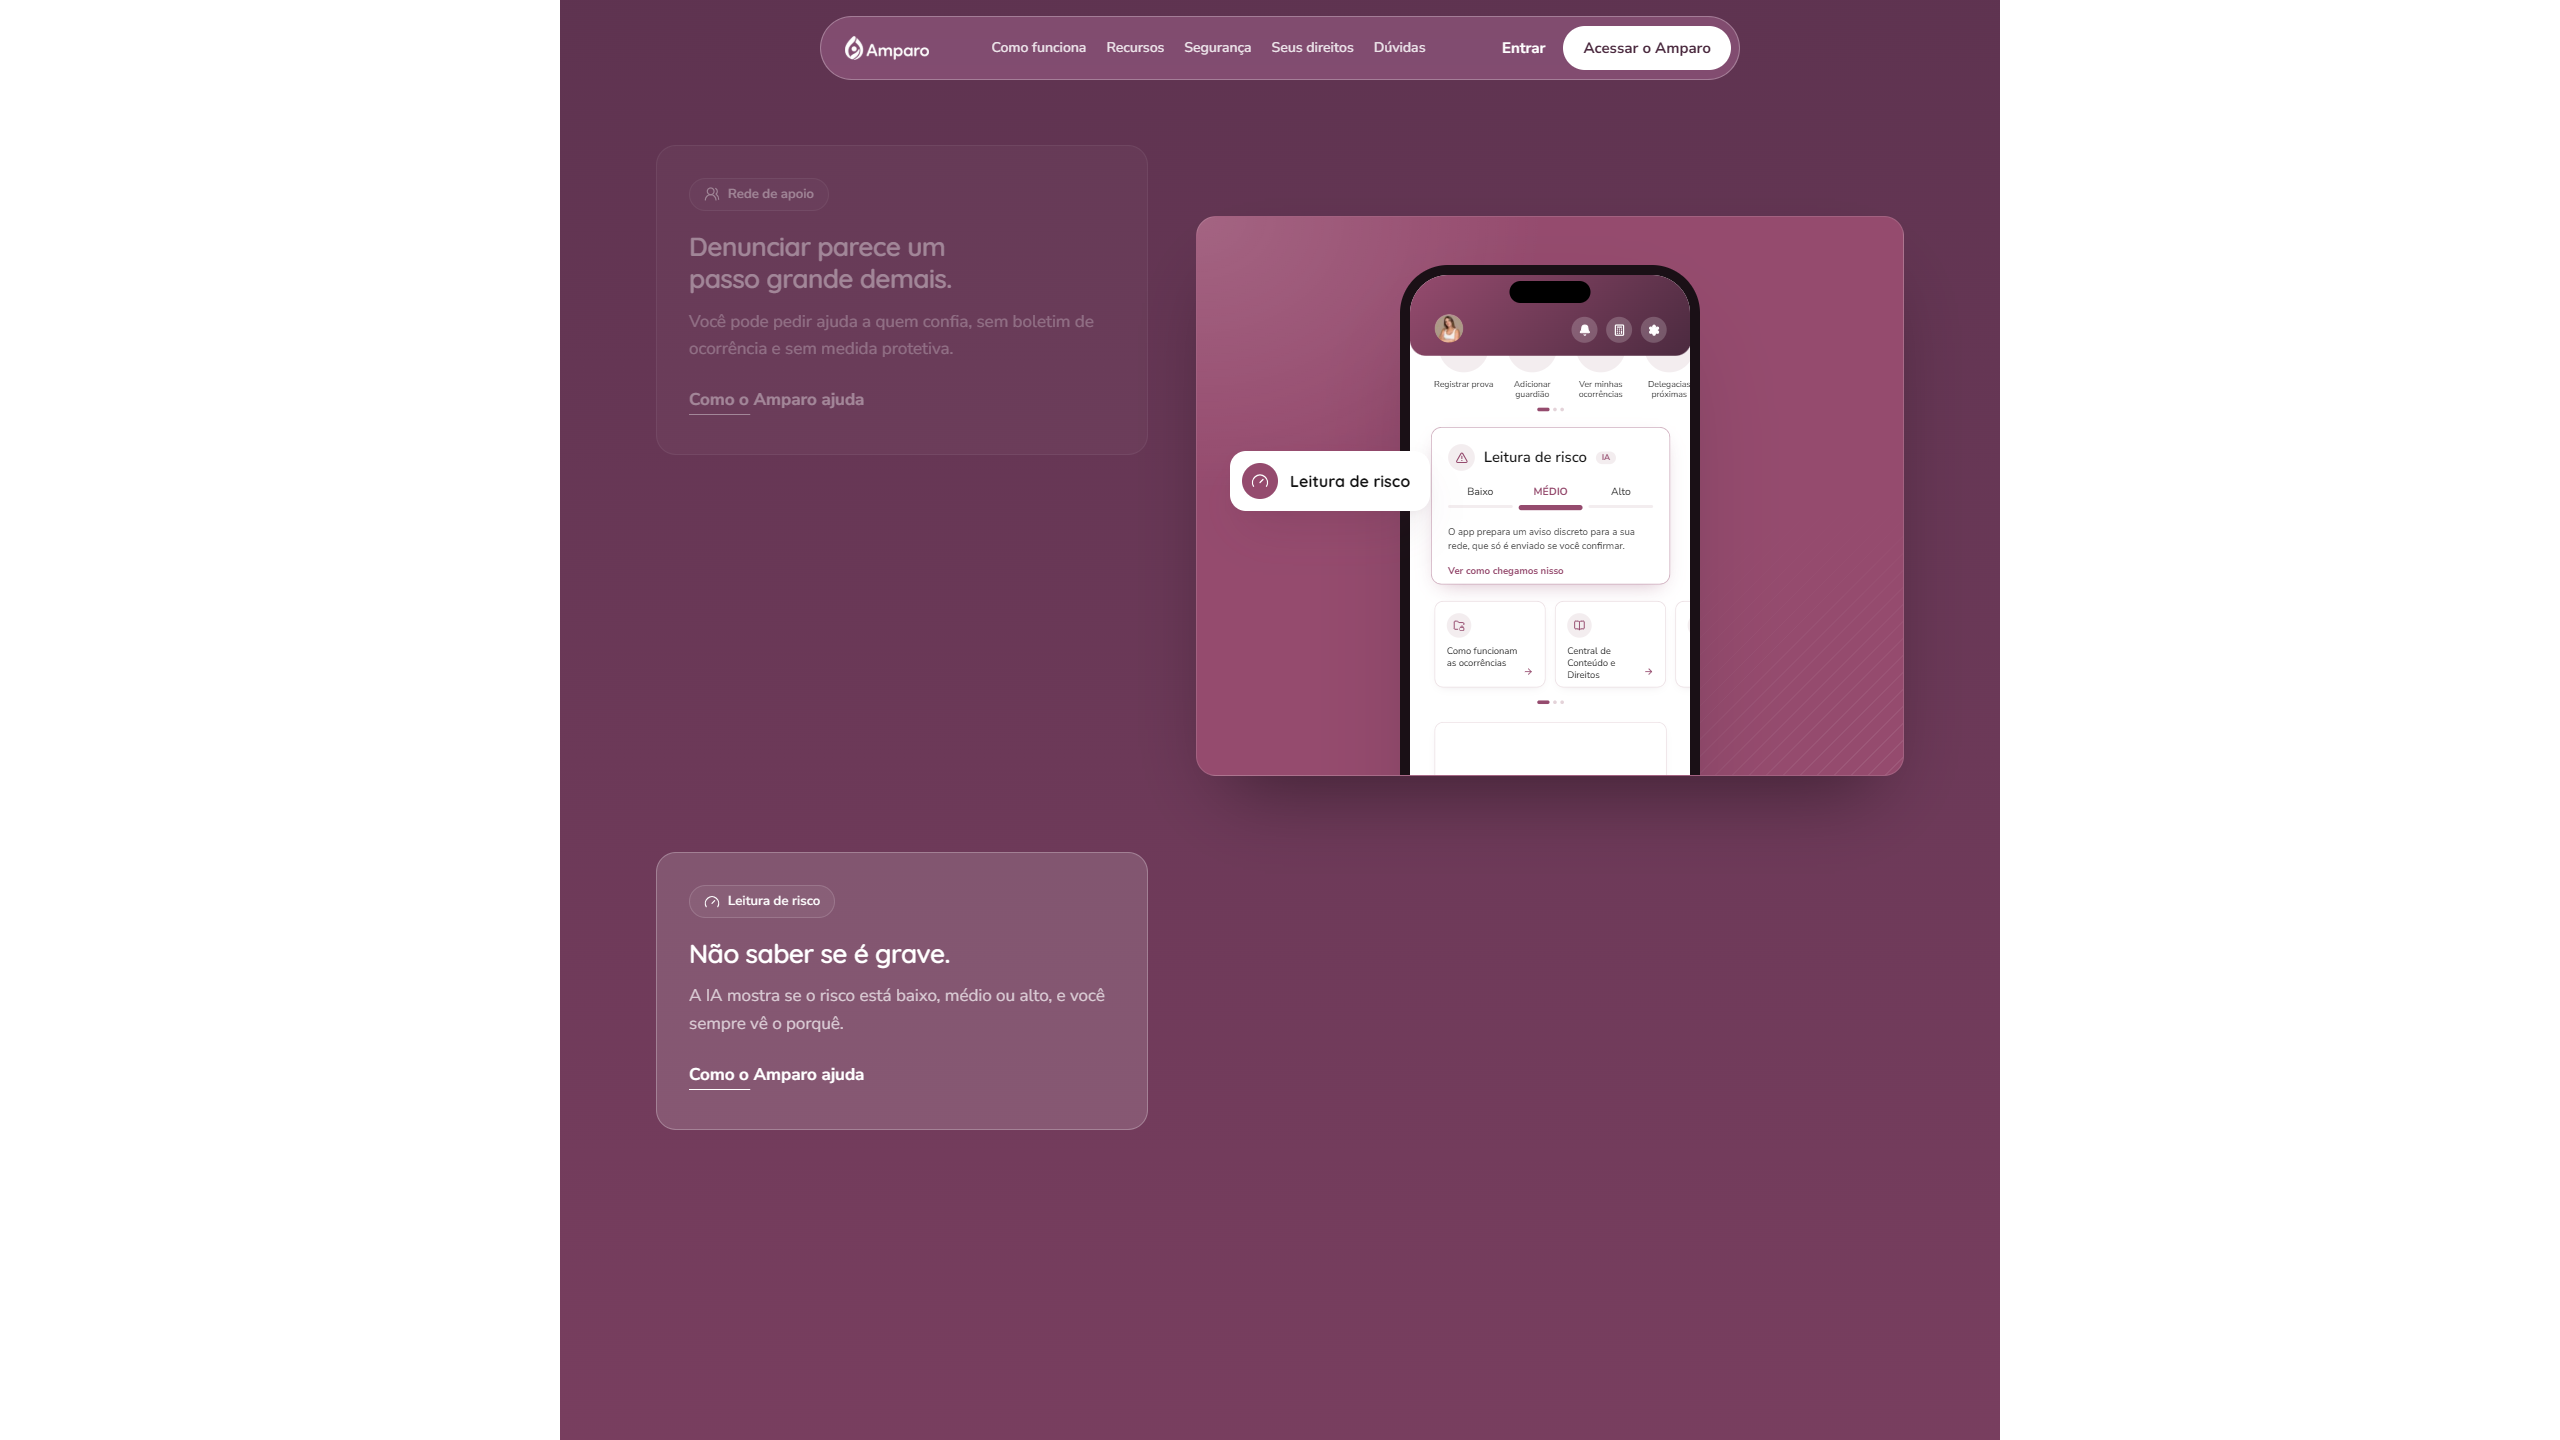 Amparo
Como funciona
Recursos
Segurança
Seus direitos
Dúvidas
Entrar
Acessar o Amparo
Rede de apoio
Denunciar parece um
passo grande demais.
Você pode pedir ajuda a quem confia, sem boletim de
ocorrência e sem medida protetiva.
Como o Amparo ajuda
Registrar prova
Adicionar
guardião
Ver minhas
ocorrências
Delegacias
próximas
Leitura de risco
Leitura de risco
IA
Baixo
MÉDIO
Alto
O app prepara um aviso discreto para a sua
rede, que só é enviado se você confirmar.
Ver como chegamos nisso
Como funcionam
as ocorrências
Central de
Conteúdo e
Direitos
Leitura de risco
Não saber se é grave.
A IA mostra se o risco está baixo, médio ou alto, e você
sempre vê o porquê.
Como o Amparo ajuda